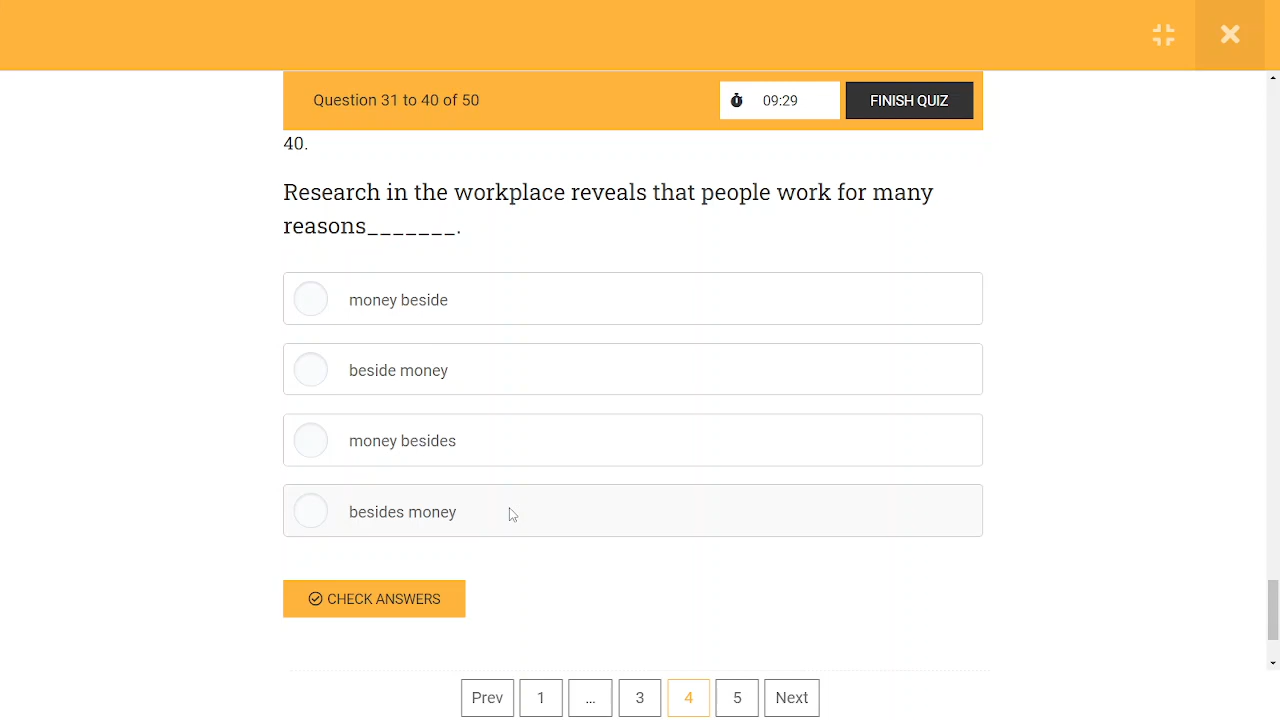 Question 31 to 40 of 50
09:29
FINISH QUIZ
40.
Research in the workplace reveals that people work for many
reasons_______.
money beside
beside money
money besides
besides money
CHECK ANSWERS
Prev
1
...
3
4
5
Next